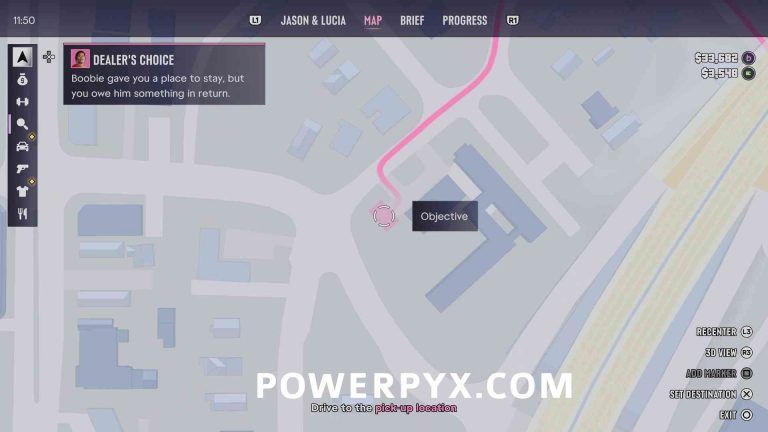 11:50
L1 JASON & LUCIA MAP BRIEF PROGRESS R1
DEALER'S CHOICE
Boobie gave you a place to stay, but
you owe him something in return.
$33,682
$3,548
Objective
RECENTER L3
3D VIEW R3
ADD MARKER
SET DESTINATION
EXIT
POWERPYX.COM
Drive to the pick-up location